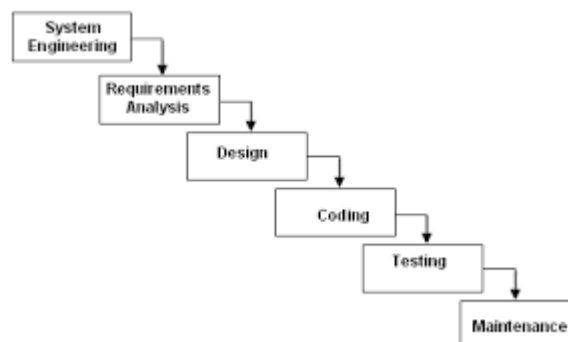 System
Engineering
Requirements
Analysis
Design
Coding
Testing
Maintenance